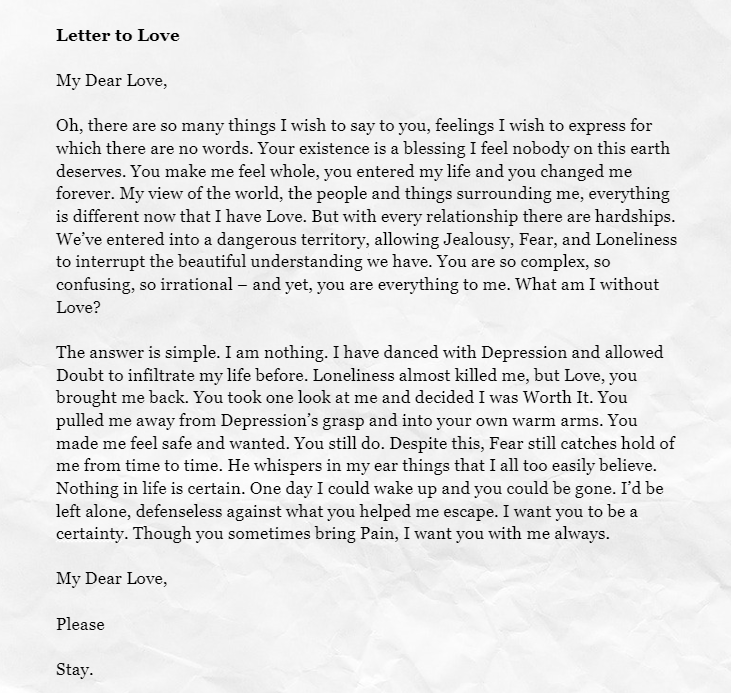 Letter to Love
My Dear Love,
Oh, there are so many things I wish to say to you, feelings I wish to express for
which there are no words. Your existence is a blessing I feel nobody on this earth
deserves. You make me feel whole, you entered my life and you changed me
forever. My view of the world, the people and things surrounding me, everything
is different now that I have Love. But with every relationship there are hardships.
We’ve entered into a dangerous territory, allowing Jealousy, Fear, and Loneliness
to interrupt the beautiful understanding we have. You are so complex, so
confusing, so irrational – and yet, you are everything to me. What am I without
Love?
The answer is simple. I am nothing. I have danced with Depression and allowed
Doubt to infiltrate my life before. Loneliness almost killed me, but Love, you
brought me back. You took one look at me and decided I was Worth It. You
pulled me away from Depression’s grasp and into your own warm arms. You
made me feel safe and wanted. You still do. Despite this, Fear still catches hold of
me from time to time. He whispers in my ear things that I all too easily believe.
Nothing in life is certain. One day I could wake up and you could be gone. I’d be
left alone, defenseless against what you helped me escape. I want you to be a
certainty. Though you sometimes bring Pain, I want you with me always.
My Dear Love,
Please
Stay.